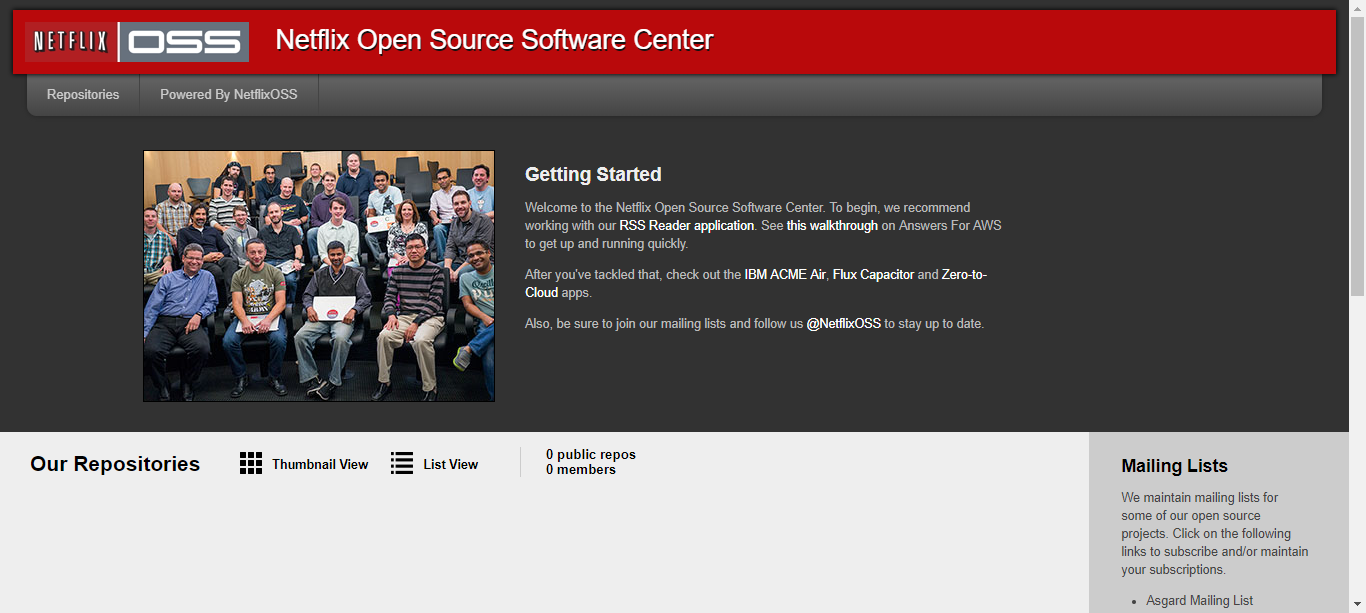 NETFLIX OSS Netflix Open Source Software Center
Repositories Powered By NetflixOSS
Getting Started
Welcome to the Netflix Open Source Software Center. To begin, we recommend
working with our RSS Reader application. See this walkthrough on Answers For AWS
to get up and running quickly.
After you've tackled that, check out the IBM ACME Air, Flux Capacitor and Zero-to-
Cloud apps.
Also, be sure to join our mailing lists and follow us @NetflixOSS to stay up to date.
Our Repositories Thumbnail View List View
0 public repos
0 members
Mailing Lists
We maintain mailing lists for
some of our open source
projects. Click on the following
links to subscribe and/or maintain
your subscriptions.
• Asgard Mailing List